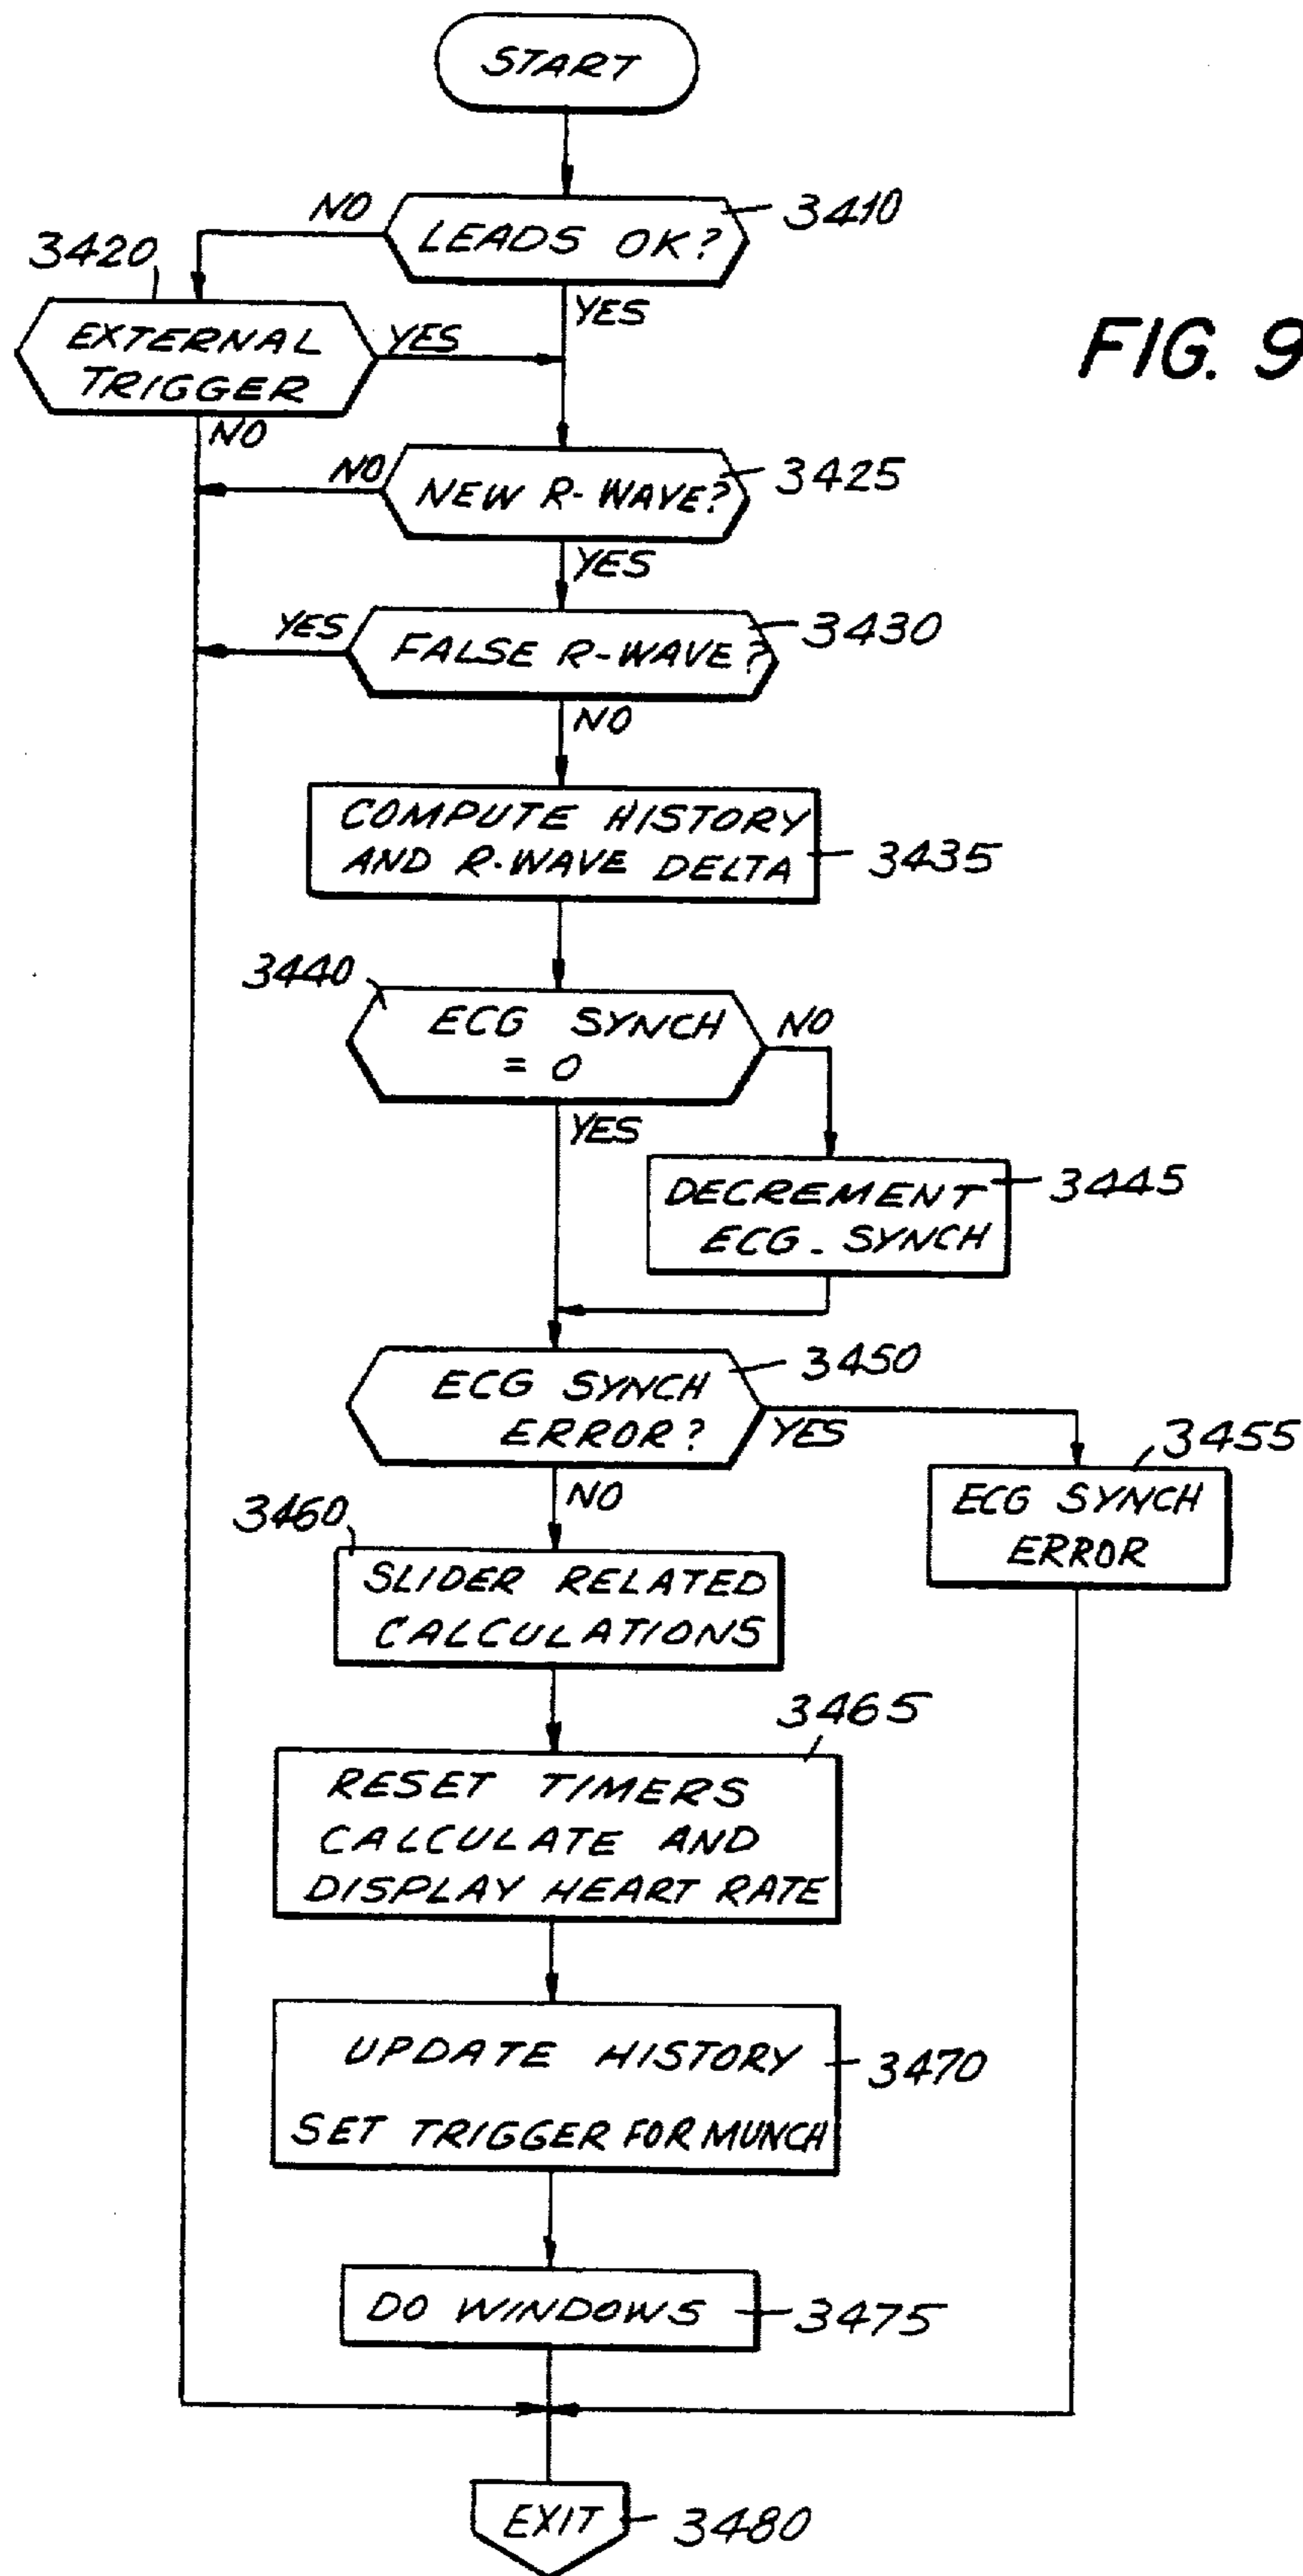 START
NO
LEADS OK?
3410
3420
YES
EXTERNAL
TRIGGER
YES
FIG. 9
NO
NO
NEW R-WAVE?
3425
YES
YES
FALSE R-WAVE?
3430
NO
COMPUTE HISTORY
AND R-WAVE DELTA
3435
3440
ECG SYNCH
= 0
NO
YES
DECREMENT
ECG_SYNCH
3445
ECG SYNCH
ERROR?
3450
YES
3455
ECG SYNCH
ERROR
NO
3460
SLIDER RELATED
CALCULATIONS
3465
RESET TIMERS
CALCULATE AND
DISPLAY HEART RATE
UPDATE HISTORY
3470
SET TRIGGER FOR MUNCH
DO WINDOWS
3475
EXIT
3480